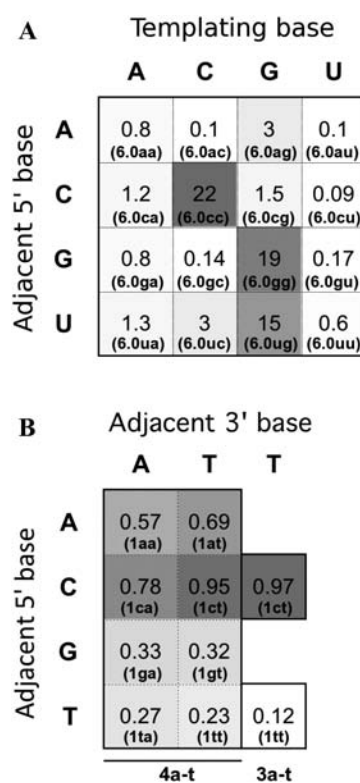 A
Templating base
A C G U
Adjacent 5' base
A 0.8 0.1 3 0.1
(6.0aa) (6.0ac) (6.0ag) (6.0au)
C 1.2 22 1.5 0.09
(6.0ca) (6.0cc) (6.0cg) (6.0cu)
G 0.8 0.14 19 0.17
(6.0ga) (6.0gc) (6.0gg) (6.0gu)
U 1.3 3 15 0.6
(6.0ua) (6.0uc) (6.0ug) (6.0uu)
B
Adjacent 3' base
A T T
Adjacent 5' base
A 0.57 0.69
(1aa) (1at)
C 0.78 0.95 0.97
(1ca) (1ct) (1ct)
G 0.33 0.32
(1ga) (1gt)
T 0.27 0.23 0.12
(1ta) (1tt) (1tt)
4a-t 3a-t